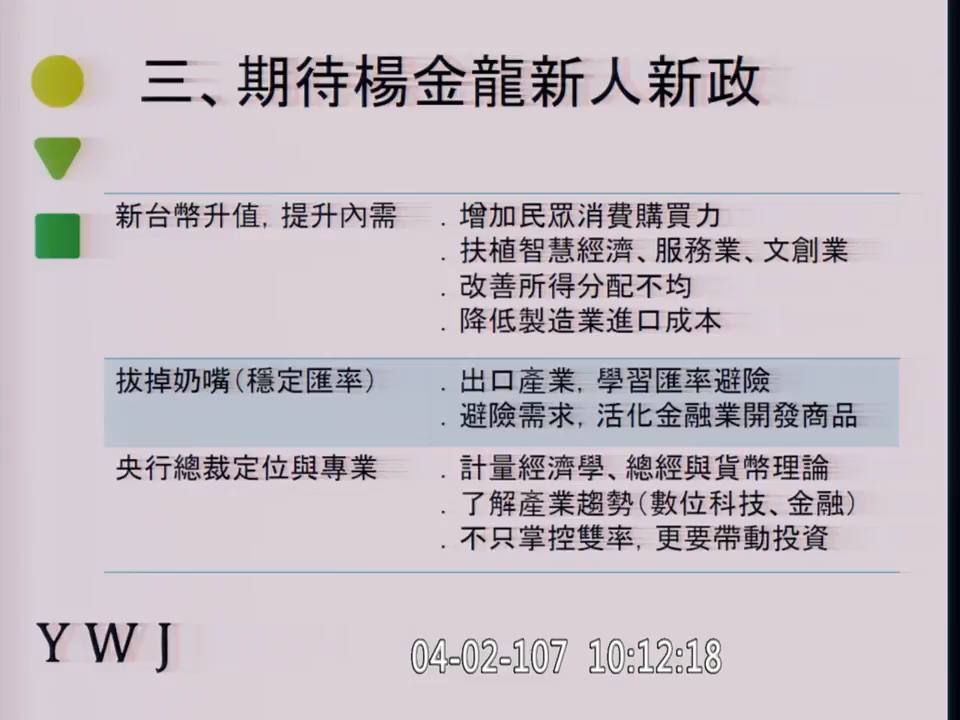 三、期待楊金龍新人新政
新台幣升值，提升內需
．增加民眾消費購買力
．扶植智慧經濟、服務業、文創業
．改善所得分配不均
．降低製造業進口成本
拔掉奶嘴（穩定匯率）
．出口產業，學習匯率避險
．避險需求，活化金融業開發商品
央行總裁定位與專業
．計量經濟學、總經與貨幣理論
．了解產業趨勢（數位科技、金融）
．不只掌控雙率，更要帶動投資
YWJ
04-02-107 10:12:18